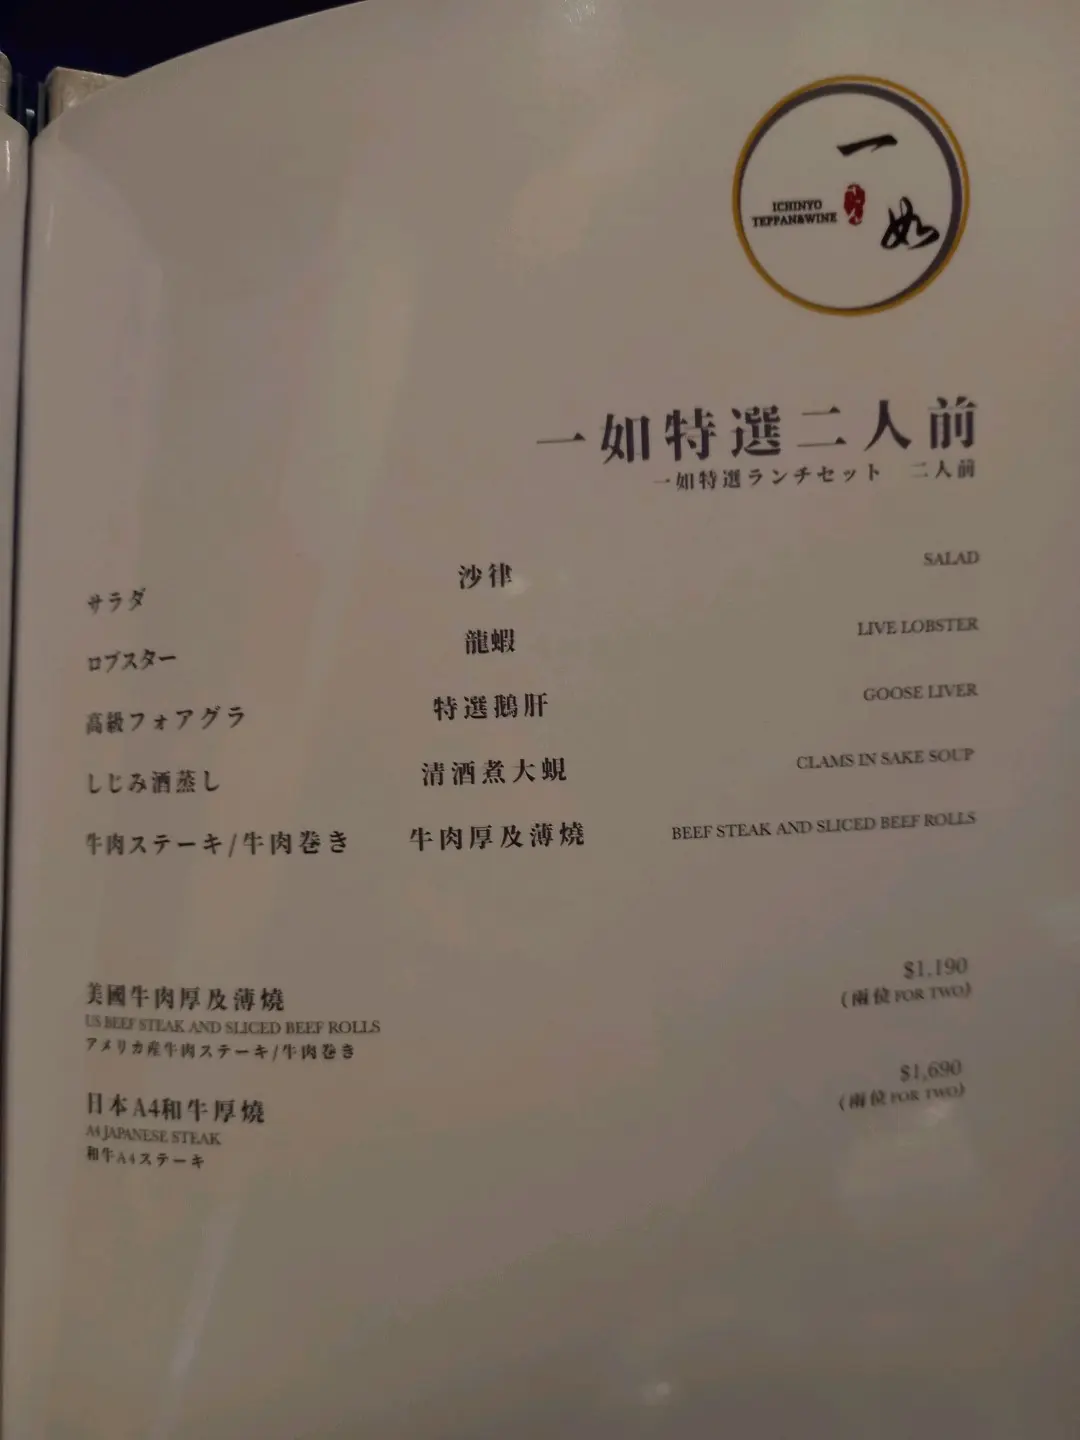 一如
ICHINYO
TEPPAN&WINE
一如特選二人前
一如特選ランチセット 二人前
サラダ 沙律 SALAD
ロブスター 龍蝦 LIVE LOBSTER
高級フォアグラ 特選鵝肝 GOOSE LIVER
しじみ酒蒸し 清酒煮大蜆 CLAMS IN SAKE SOUP
牛肉ステーキ/牛肉巻き 牛肉厚及薄燒 BEEF STEAK AND SLICED BEEF ROLLS
美國牛肉厚及薄燒 $1,190
US BEEF STEAK AND SLICED BEEF ROLLS (兩位 FOR TWO)
アメリカ産牛肉ステーキ/牛肉巻き
日本A4和牛厚燒 $1,690
A4 JAPANESE STEAK (兩位 FOR TWO)
和牛A4ステーキ